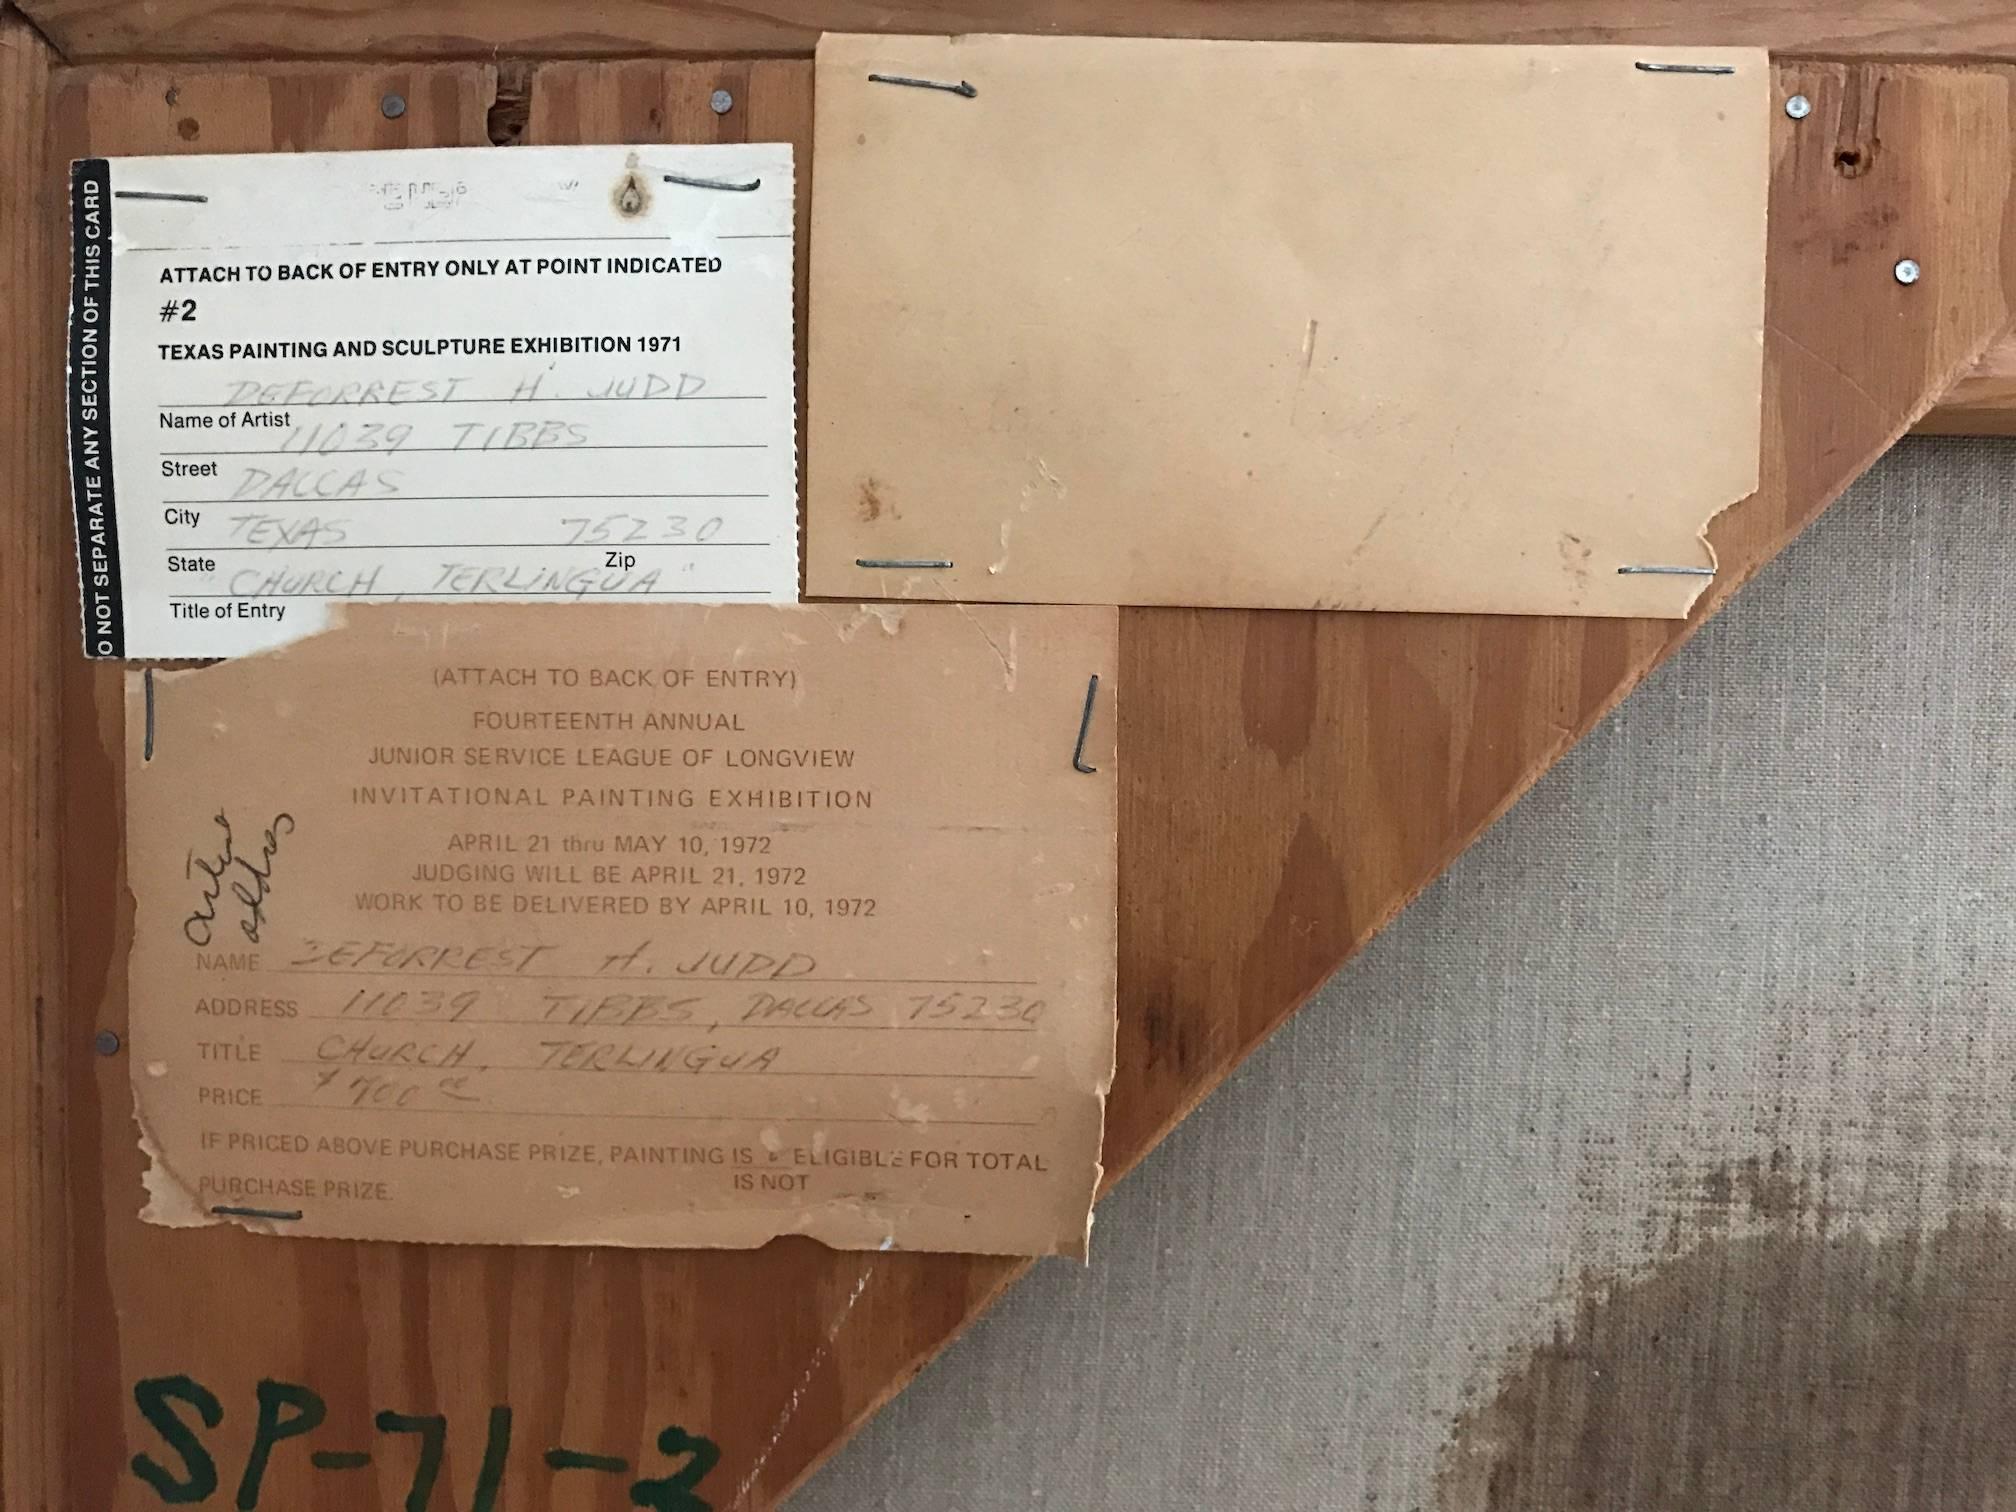 O NOT SEPARATE ANY SECTION OF THIS CARD
ATTACH TO BACK OF ENTRY ONLY AT POINT INDICATED
#2
TEXAS PAINTING AND SCULPTURE EXHIBITION 1971
DEFORREST H. JUDD
Name of Artist
11039 TIBBS
Street
DALLAS
City
TEXAS 75230
State Zip
"CHURCH, TERLINGUA"
Title of Entry
(ATTACH TO BACK OF ENTRY)
FOURTEENTH ANNUAL
JUNIOR SERVICE LEAGUE OF LONGVIEW
INVITATIONAL PAINTING EXHIBITION
APRIL 21 thru MAY 10, 1972
JUDGING WILL BE APRIL 21, 1972
WORK TO BE DELIVERED BY APRIL 10, 1972
NAME DEFORREST H. JUDD
ADDRESS 11039 TIBBS, DALLAS 75230
TITLE CHURCH, TERLINGUA
PRICE $700
IF PRICED ABOVE PURCHASE PRIZE, PAINTING IS ELIGIBLE FOR TOTAL
IS NOT
PURCHASE PRIZE.
SP-71-2